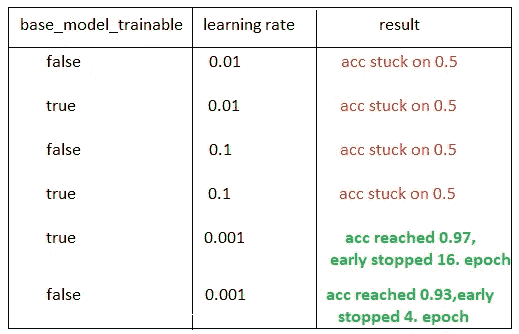 base_model_trainable learning rate result
false 0.01 acc stuck on 0.5
true 0.01 acc stuck on 0.5
false 0.1 acc stuck on 0.5
true 0.1 acc stuck on 0.5
true 0.001 acc reached 0.97,
early stopped 16. epoch
false 0.001 acc reached 0.93,early
stopped 4. epoch